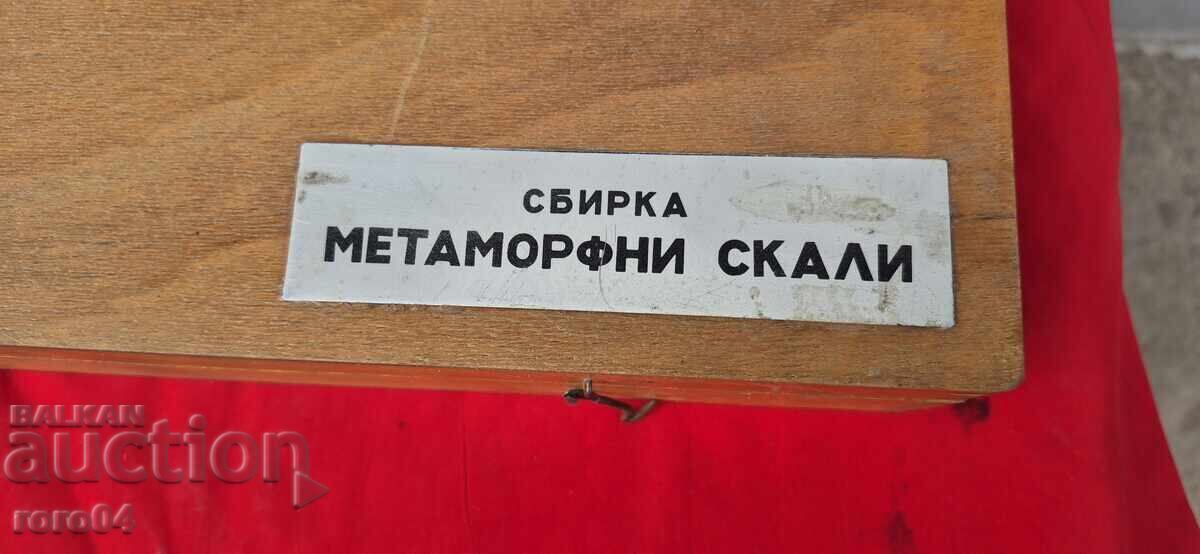 СБИРКА
МЕТАМОРФНИ СКАЛИ
BALKAN
auction
roro04